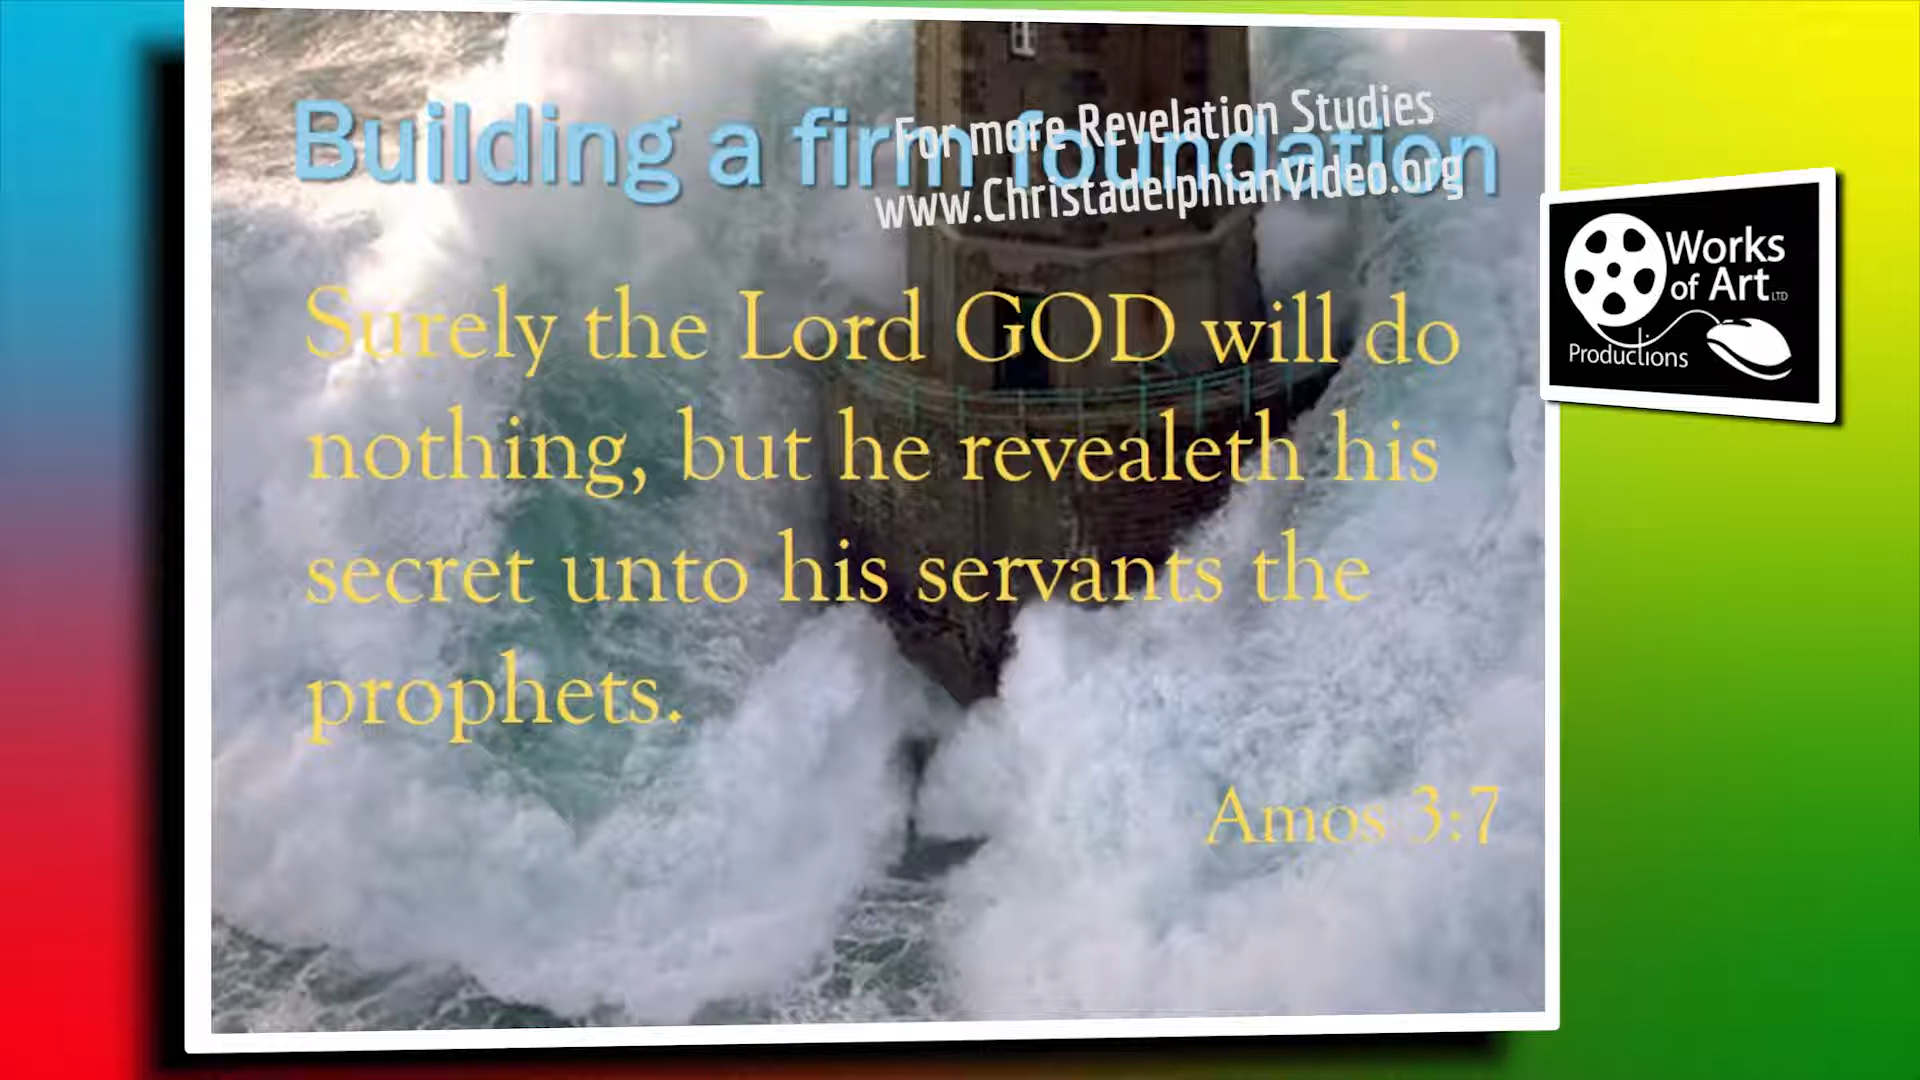 Building a firm foundation
For more Revelation Studies
www.ChristadelphianVideo.org
Surely the Lord GOD will do
nothing, but he revealeth his
secret unto his servants the
prophets.
Amos 3:7
Works
of Art LTD
Productions